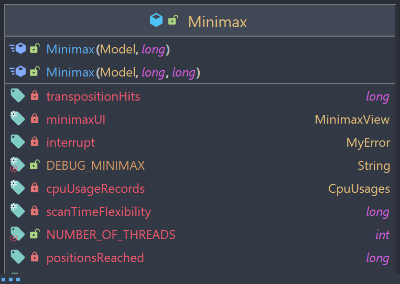 Minimax
Minimax(Model, long)
Minimax(Model, long, long)
transpositionHits long
minimaxUI MinimaxView
interrupt MyError
DEBUG_MINIMAX String
cpuUsageRecords CpuUsages
scanTimeFlexibility long
NUMBER_OF_THREADS int
positionsReached long